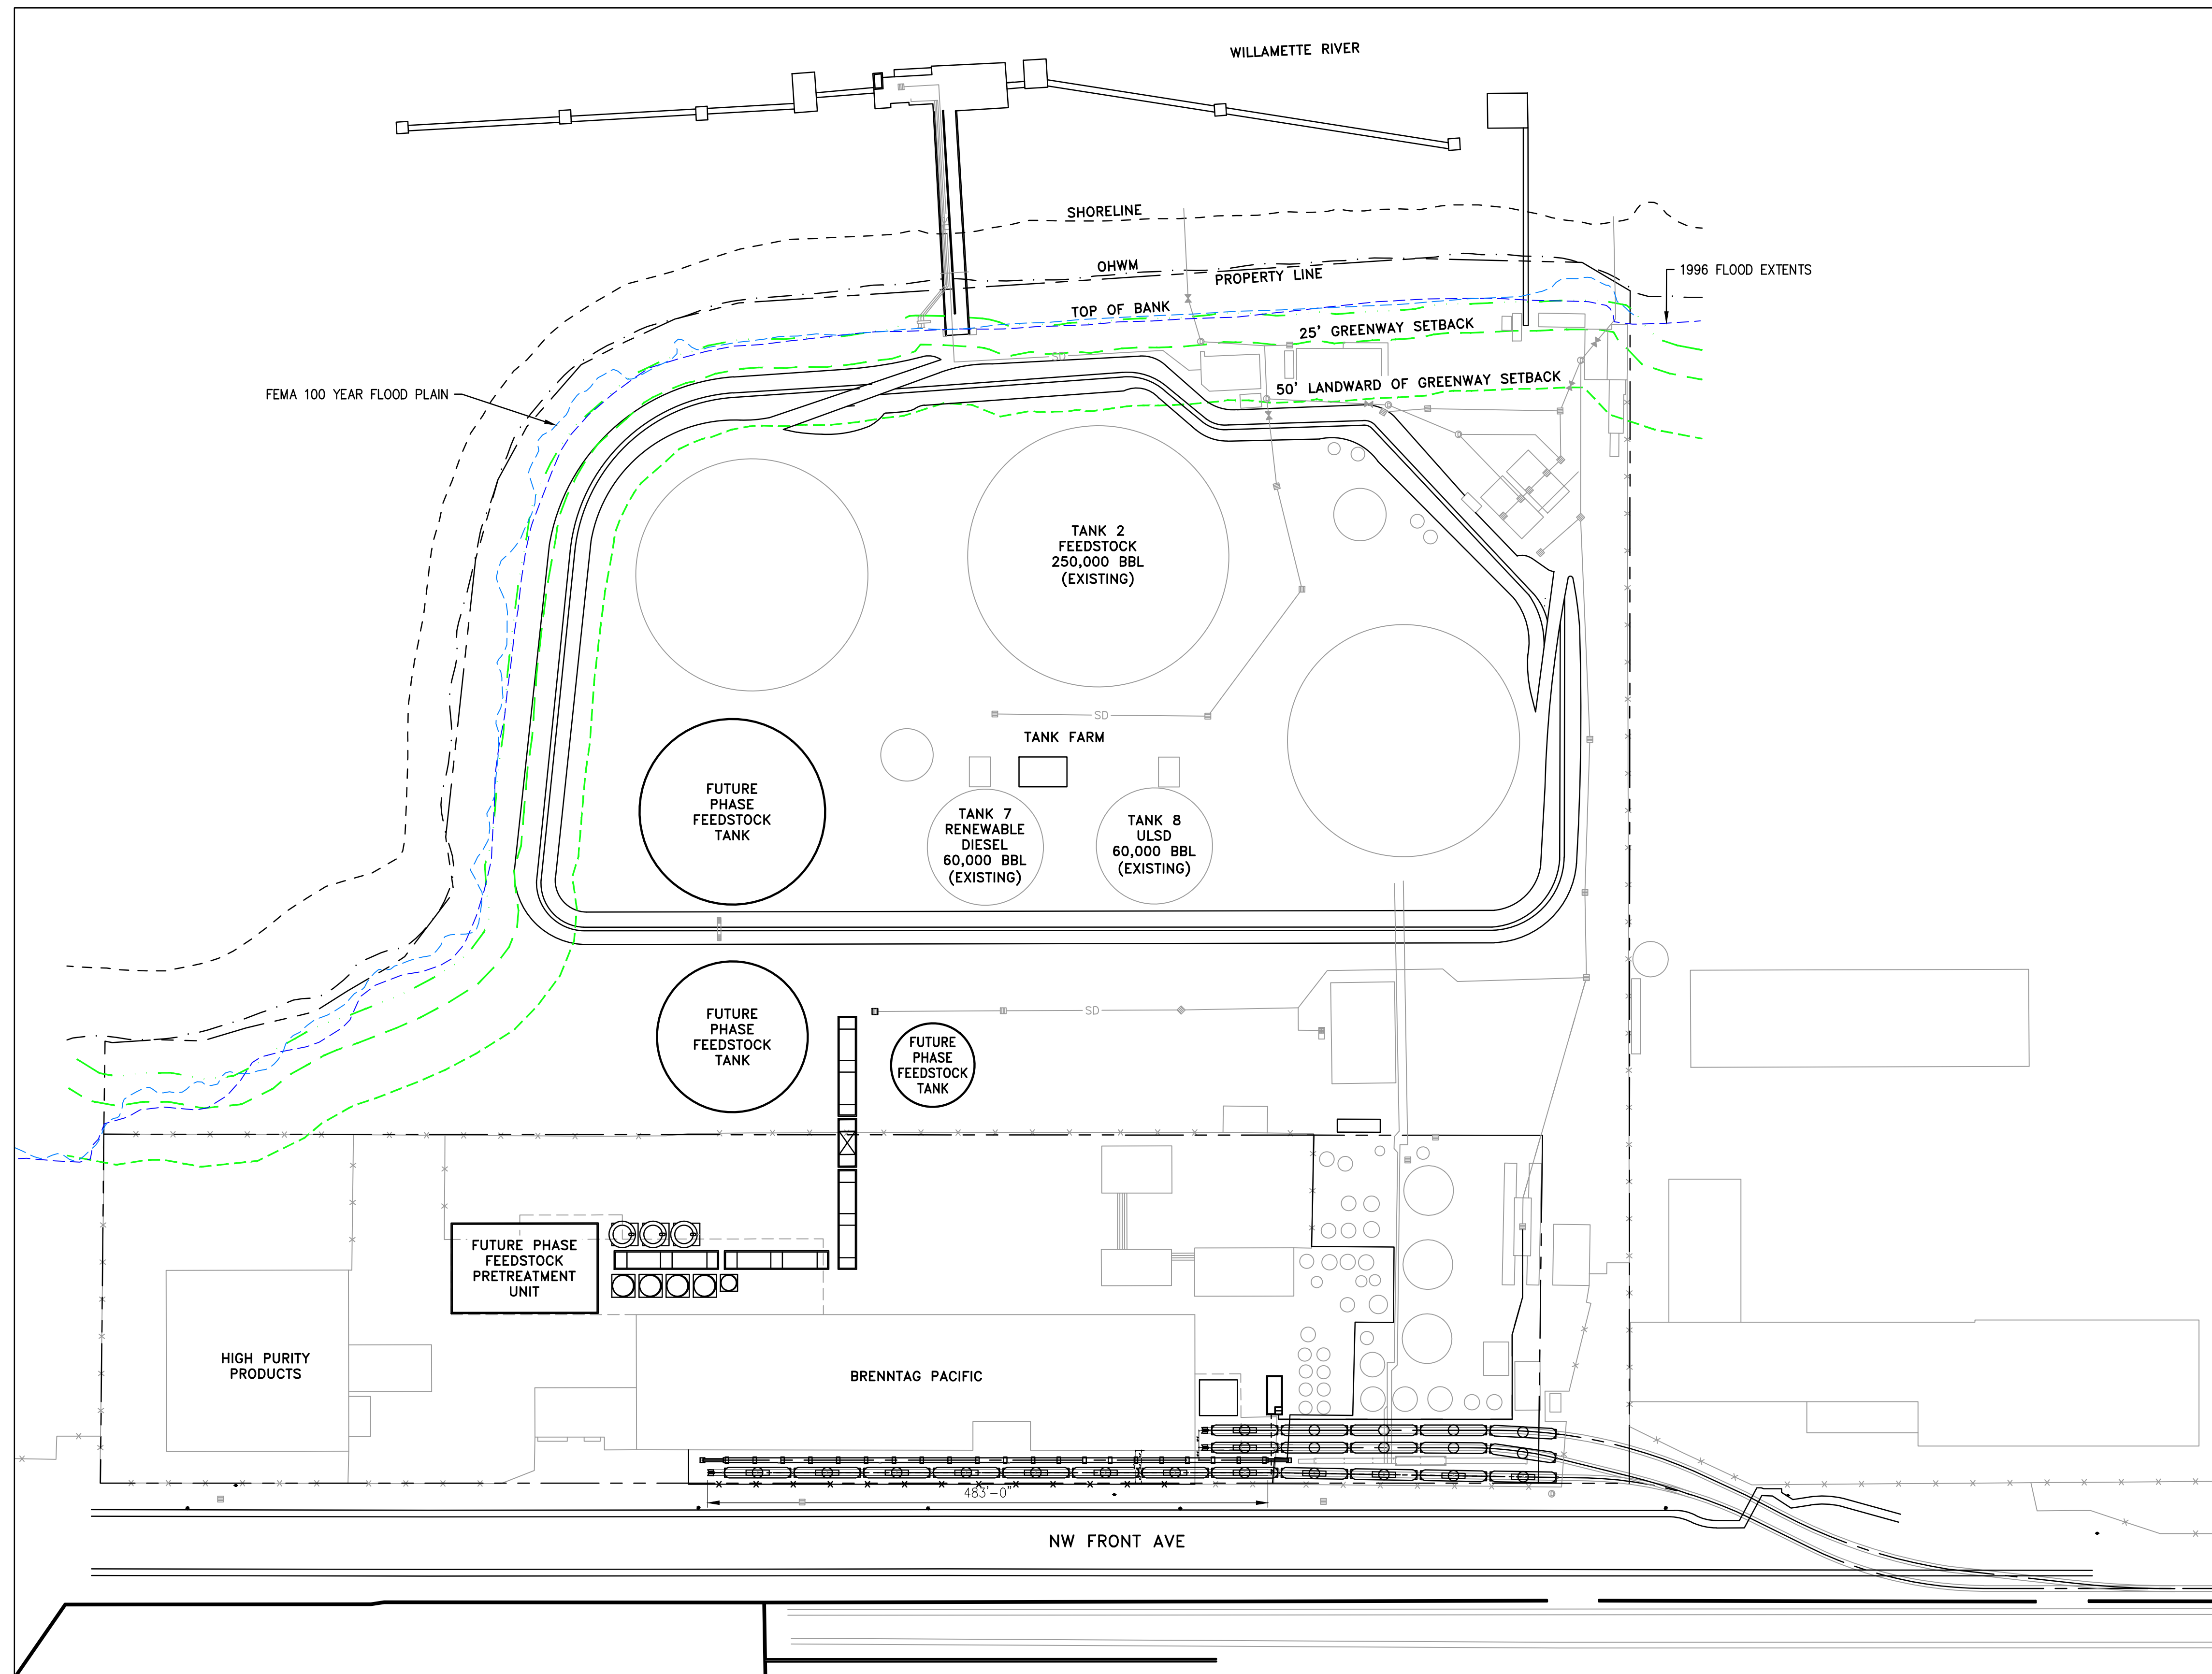 WILLAMETTE RIVER
SHORELINE
OHWM
PROPERTY LINE
1996 FLOOD EXTENTS
TOP OF BANK
25' GREENWAY SETBACK
SD
50' LANDWARD OF GREENWAY SETBACK
FEMA 100 YEAR FLOOD PLAIN
TANK 2
FEEDSTOCK
250,000 BBL
(EXISTING)
SD
TANK FARM
FUTURE
PHASE
FEEDSTOCK
TANK
TANK 7
RENEWABLE
DIESEL
60,000 BBL
(EXISTING)
TANK 8
ULSD
60,000 BBL
(EXISTING)
SD
FUTURE
PHASE
FEEDSTOCK
TANK
FUTURE
PHASE
FEEDSTOCK
TANK
FUTURE PHASE
FEEDSTOCK
PRETREATMENT
UNIT
HIGH PURITY
PRODUCTS
BRENNTAG PACIFIC
483'-0"
NW FRONT AVE